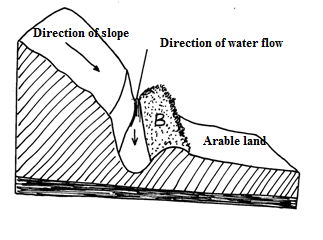 Direction of slope
Direction of water flow
B
Arable land